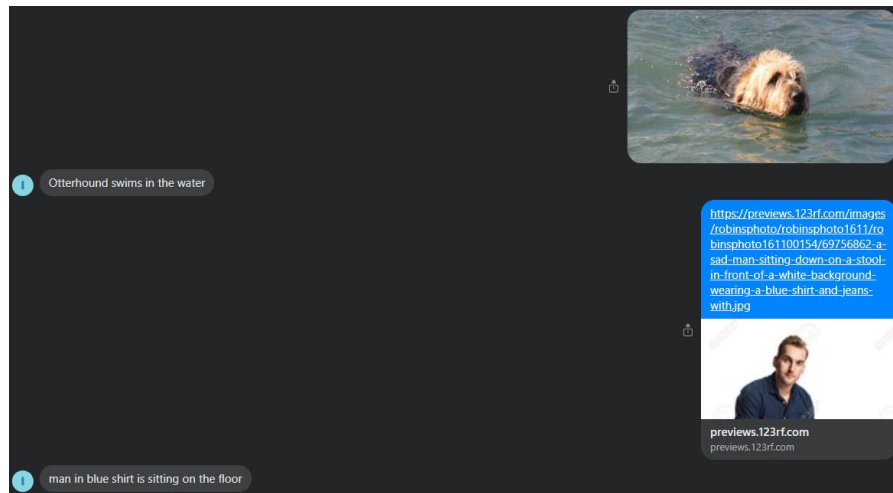 I
Otterhound swims in the water
https://previews.123rf.com/images
/robinsphoto/robinsphoto1611/ro
binsphoto161100154/69756862-a-
sad-man-sitting-down-on-a-stool-
in-front-of-a-white-background-
wearing-a-blue-shirt-and-jeans-
with.jpg
previews.123rf.com
previews.123rf.com
I
man in blue shirt is sitting on the floor